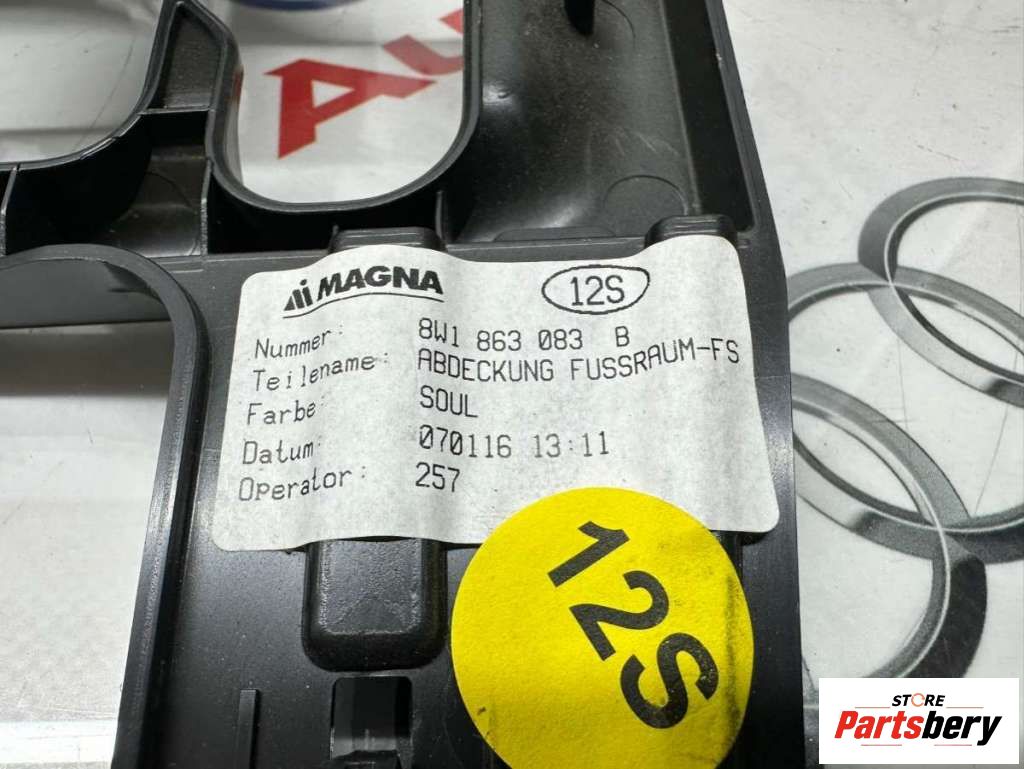 MAGNA
12S
Nummer: 8W1 863 083 B
Teilename: ABDECKUNG FUSSRAUM-FS
Farbe: SOUL
Datum: 070116 13:11
Operator: 257
12S
STORE
Partsbery